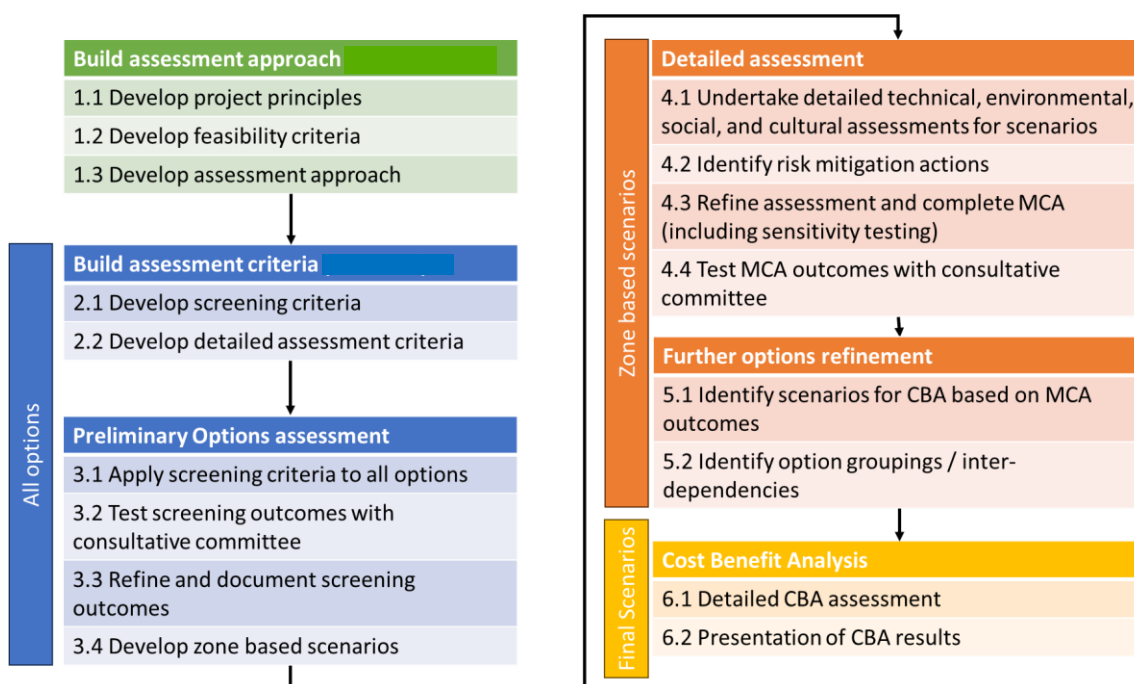 Build assessment approach
1.1 Develop project principles
1.2 Develop feasibility criteria
1.3 Develop assessment approach
All options
Build assessment criteria
2.1 Develop screening criteria
2.2 Develop detailed assessment criteria
Preliminary Options assessment
3.1 Apply screening criteria to all options
3.2 Test screening outcomes with
consultative committee
3.3 Refine and document screening
outcomes
3.4 Develop zone based scenarios
Zone based scenarios
Detailed assessment
4.1 Undertake detailed technical, environmental,
social, and cultural assessments for scenarios
4.2 Identify risk mitigation actions
4.3 Refine assessment and complete MCA
(including sensitivity testing)
4.4 Test MCA outcomes with consultative
committee
Further options refinement
5.1 Identify scenarios for CBA based on MCA
outcomes
5.2 Identify option groupings / inter-
dependencies
Final Scenarios
Cost Benefit Analysis
6.1 Detailed CBA assessment
6.2 Presentation of CBA results